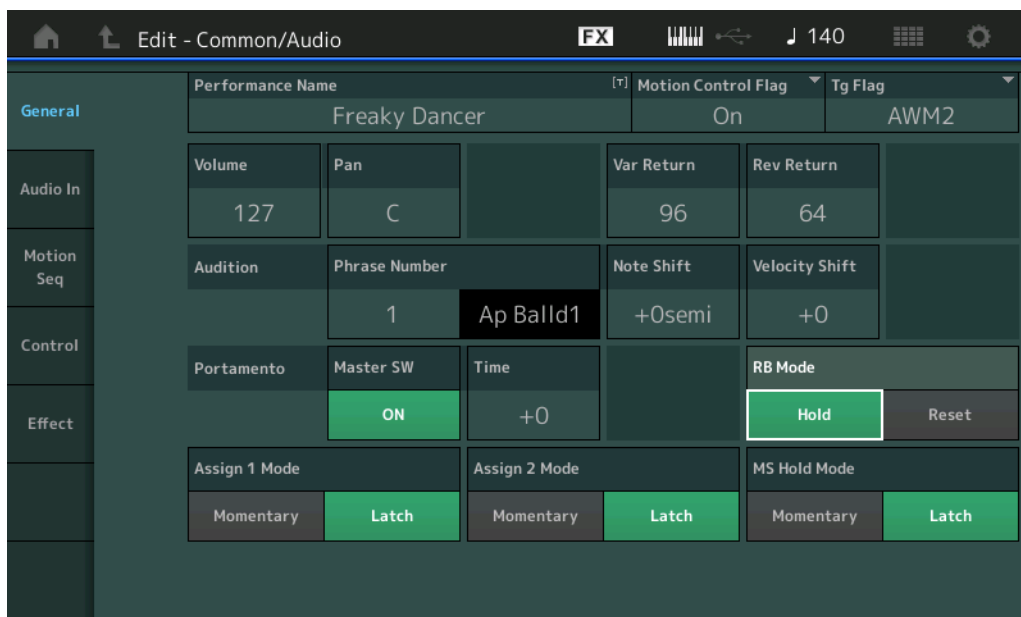 Edit - Common/Audio FX ♩ 140
General
Audio In
Motion
Seq
Control
Effect
Performance Name [T] Motion Control Flag Tg Flag
Freaky Dancer On AWM2
Volume Pan Var Return Rev Return
127 C 96 64
Audition Phrase Number Note Shift Velocity Shift
1 Ap Balld1 +0semi +0
Portamento Master SW Time RB Mode
ON +0 Hold Reset
Assign 1 Mode Assign 2 Mode MS Hold Mode
Momentary Latch Momentary Latch Momentary Latch